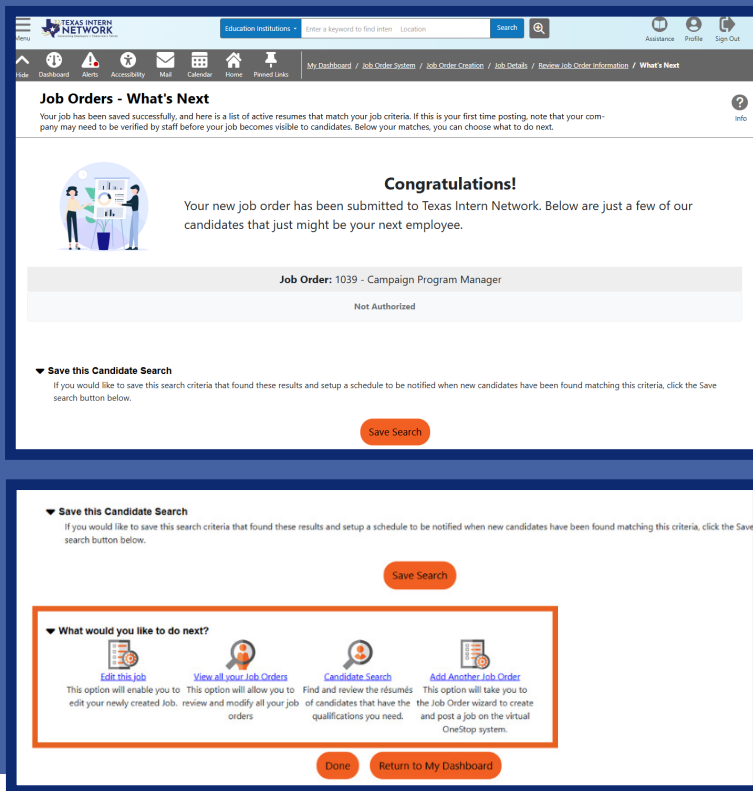 TEXAS INTERN
NETWORK
Education Institutions
Enter a keyword to find intern
Location
Search
Menu
Assistance
Profile
Sign Out
Hide
Dashboard
Alerts
Accessibility
Mail
Calendar
Home
Pinned Links
My Dashboard / Job Order System / Job Order Creation / Job Details / Review Job Order Information / What's Next
Job Orders - What's Next
Your job has been saved successfully, and here is a list of active resumes that match your job criteria. If this is your first time posting, note that your com-
pany may need to be verified by staff before your job becomes visible to candidates. Below your matches, you can choose what to do next.
Info
Congratulations!
Your new job order has been submitted to Texas Intern Network. Below are just a few of our
candidates that just might be your next employee.
Job Order: 1039 - Campaign Program Manager
Not Authorized
Save this Candidate Search
If you would like to save this search criteria that found these results and setup a schedule to be notified when new candidates have been found matching this criteria, click the Save
search button below.
Save Search
Save this Candidate Search
If you would like to save this search criteria that found these results and setup a schedule to be notified when new candidates have been found matching this criteria, click the Save
search button below.
Save Search
What would you like to do next?
Edit this job
This option will enable you to
edit your newly created Job.
View all your Job Orders
This option will allow you to
review and modify all your job
orders
Candidate Search
Find and review the résumés
of candidates that have the
qualifications you need.
Add Another Job Order
This option will take you to
the Job Order wizard to create
and post a job on the virtual
OneStop system.
Done
Return to My Dashboard